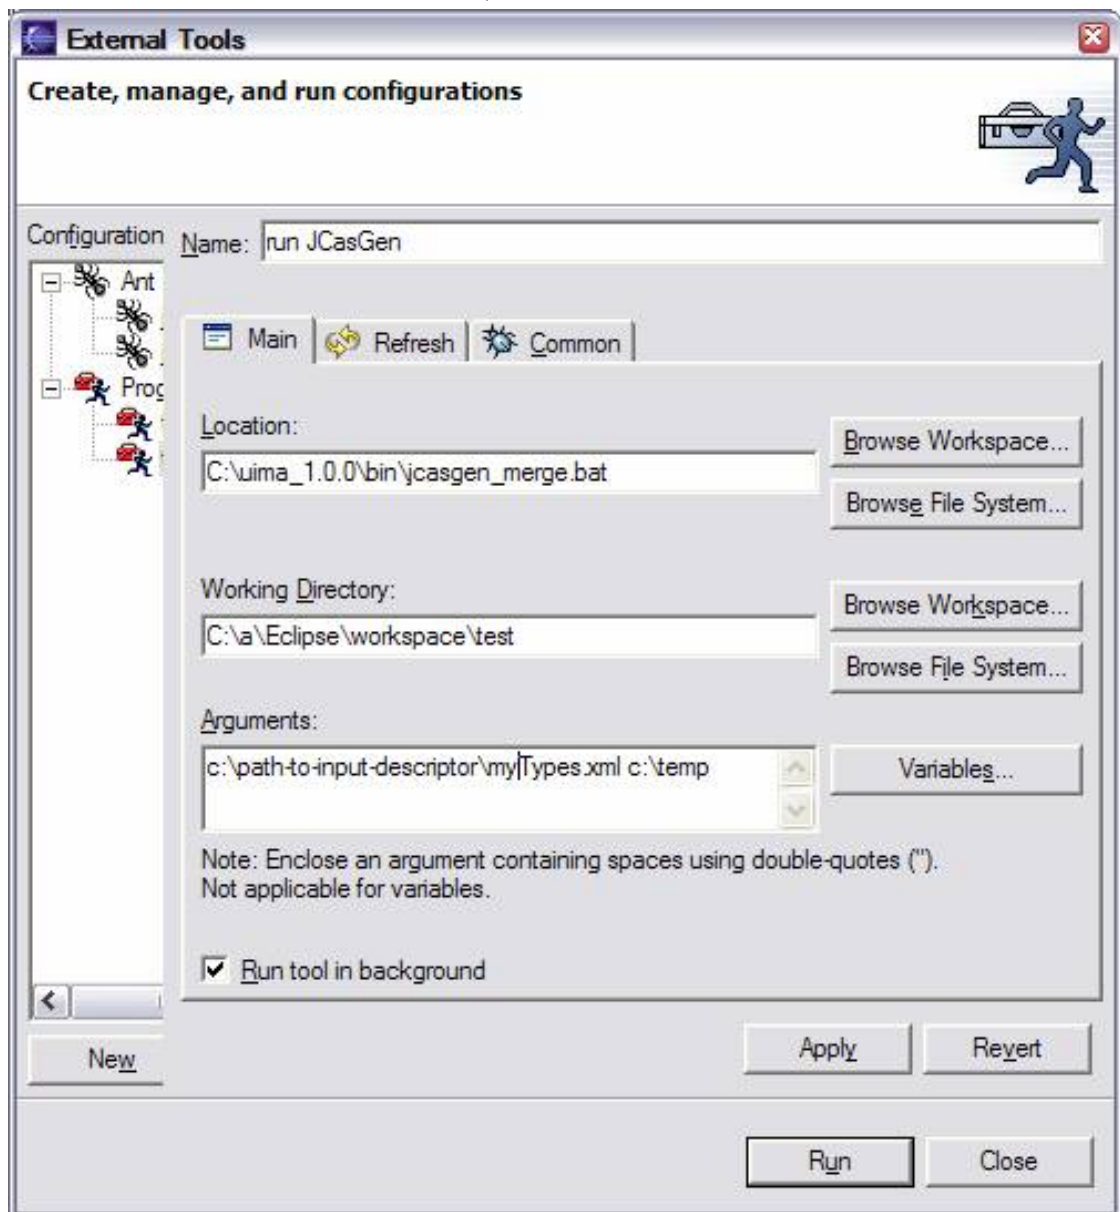 External Tools
Create, manage, and run configurations
Configuration
Name: run JCasGen
Ant
Prog
Main Refresh Common
Location:
C:\uima_1.0.0\bin\jcasgen_merge.bat
Browse Workspace...
Browse File System...
Working Directory:
C:\a\Eclipse\workspace\test
Browse Workspace...
Browse File System...
Arguments:
c:\path-to-input-descriptor\myTypes.xml c:\temp
Variables...
Note: Enclose an argument containing spaces using double-quotes (").
Not applicable for variables.
Run tool in background
New
Apply Revert
Run Close